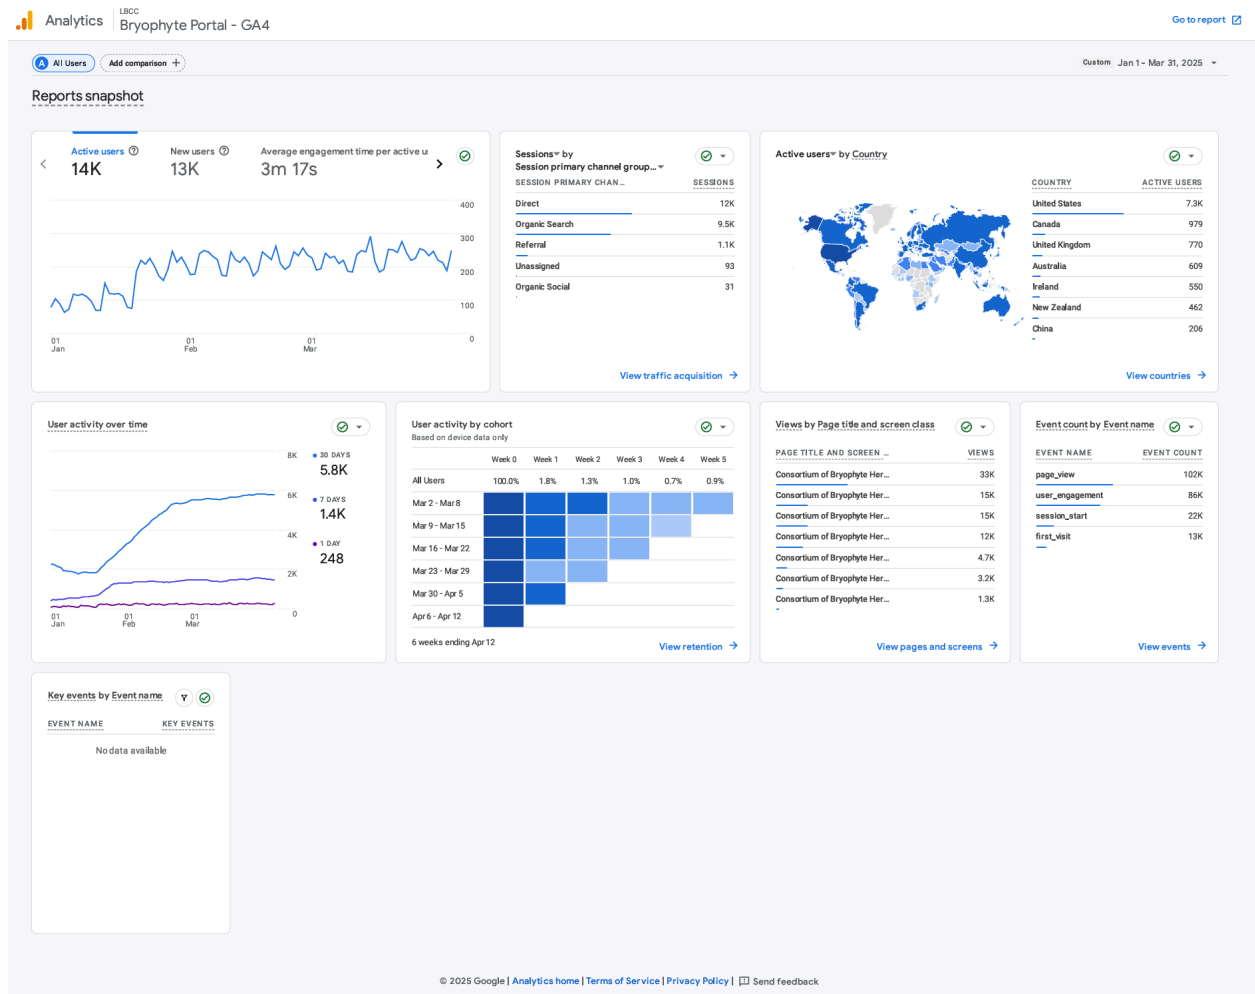 Analytics
LBCC
Bryophyte Portal - GA4
Go to report
A All Users
Add comparison +
Custom Jan 1 - Mar 31, 2025
Reports snapshot
Active users
14K
New users
13K
Average engagement time per active u
3m 17s
400
300
200
100
0
01 Jan
01 Feb
01 Mar
Sessions by
Session primary channel group...
SESSION PRIMARY CHAN... SESSIONS
Direct 12K
Organic Search 9.5K
Referral 1.1K
Unassigned 93
Organic Social 31
View traffic acquisition
Active users by Country
COUNTRY ACTIVE USERS
United States 7.3K
Canada 979
United Kingdom 770
Australia 609
Ireland 550
New Zealand 462
China 206
View countries
User activity over time
8K
6K
4K
2K
0
01 Jan
01 Feb
01 Mar
30 DAYS
5.8K
7 DAYS
1.4K
1 DAY
248
User activity by cohort
Based on device data only
Week 0 Week 1 Week 2 Week 3 Week 4 Week 5
All Users 100.0% 1.8% 1.3% 1.0% 0.7% 0.9%
Mar 2 - Mar 8
Mar 9 - Mar 15
Mar 16 - Mar 22
Mar 23 - Mar 29
Mar 30 - Apr 5
Apr 6 - Apr 12
6 weeks ending Apr 12
View retention
Views by Page title and screen class
PAGE TITLE AND SCREEN ... VIEWS
Consortium of Bryophyte Her... 33K
Consortium of Bryophyte Her... 15K
Consortium of Bryophyte Her... 15K
Consortium of Bryophyte Her... 12K
Consortium of Bryophyte Her... 4.7K
Consortium of Bryophyte Her... 3.2K
Consortium of Bryophyte Her... 1.3K
View pages and screens
Event count by Event name
EVENT NAME EVENT COUNT
page_view 102K
user_engagement 86K
session_start 22K
first_visit 13K
View events
Key events by Event name
EVENT NAME KEY EVENTS
No data available
© 2025 Google | Analytics home | Terms of Service | Privacy Policy | Send feedback